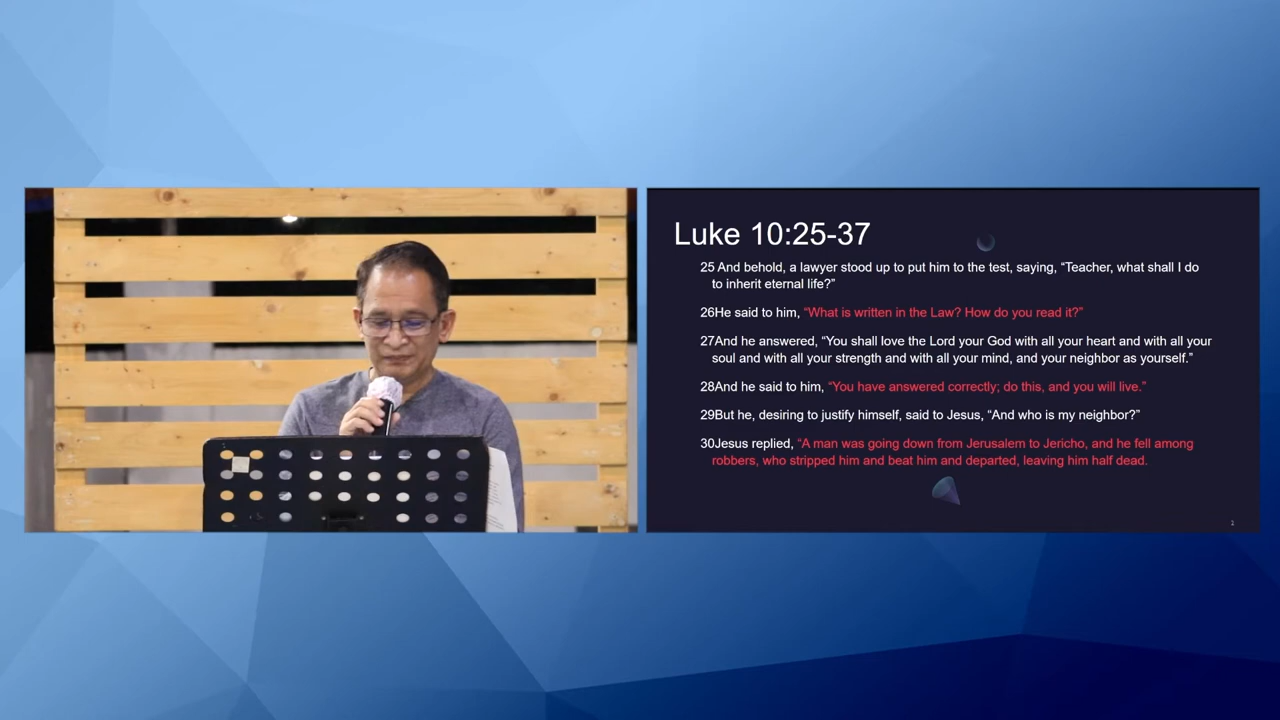 Luke 10:25-37
25 And behold, a lawyer stood up to put him to the test, saying, “Teacher, what shall I do
to inherit eternal life?”
26He said to him, “What is written in the Law? How do you read it?”
27And he answered, “You shall love the Lord your God with all your heart and with all your
soul and with all your strength and with all your mind, and your neighbor as yourself.”
28And he said to him, “You have answered correctly; do this, and you will live.”
29But he, desiring to justify himself, said to Jesus, “And who is my neighbor?”
30Jesus replied, “A man was going down from Jerusalem to Jericho, and he fell among
robbers, who stripped him and beat him and departed, leaving him half dead.
1